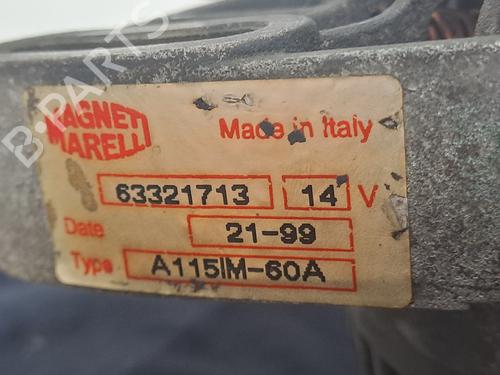 B-PARTS
MAGNETI
MARELLI
Made in Italy
63321713 14 V
Date 21-99
Type A115IM-60A